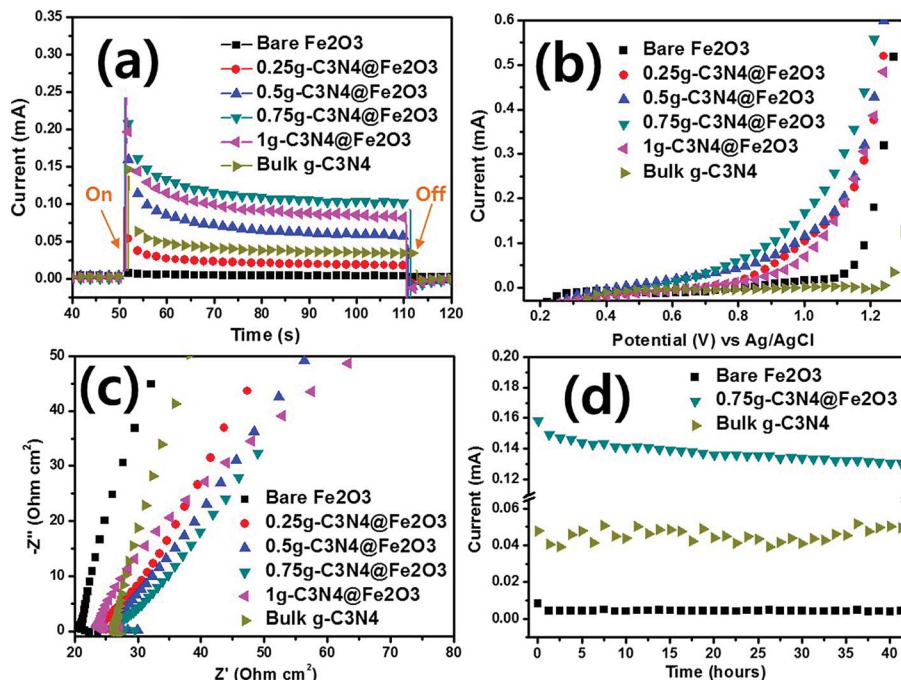 (a)
0.35
0.30
0.25
0.20
0.15
0.10
0.05
0.00
Current (mA)
Bare Fe2O3
0.25g-C3N4@Fe2O3
0.5g-C3N4@Fe2O3
0.75g-C3N4@Fe2O3
1g-C3N4@Fe2O3
Bulk g-C3N4
On
Off
40 50 60 70 80 90 100 110 120
Time (s)
(b)
0.6
0.5
0.4
0.3
0.2
0.1
0.0
Current (mA)
Bare Fe2O3
0.25g-C3N4@Fe2O3
0.5g-C3N4@Fe2O3
0.75g-C3N4@Fe2O3
1g-C3N4@Fe2O3
Bulk g-C3N4
0.2 0.4 0.6 0.8 1.0 1.2
Potential (V) vs Ag/AgCl
(c)
50
40
30
20
10
0
-Z'' (Ohm cm2)
Bare Fe2O3
0.25g-C3N4@Fe2O3
0.5g-C3N4@Fe2O3
0.75g-C3N4@Fe2O3
1g-C3N4@Fe2O3
Bulk g-C3N4
20 30 40 50 60 70 80
Z' (Ohm cm2)
(d)
0.20
0.18
0.16
0.14
0.12
0.06
0.04
0.02
0.00
Current (mA)
Bare Fe2O3
0.75g-C3N4@Fe2O3
Bulk g-C3N4
0 5 10 15 20 25 30 35 40
Time (hours)